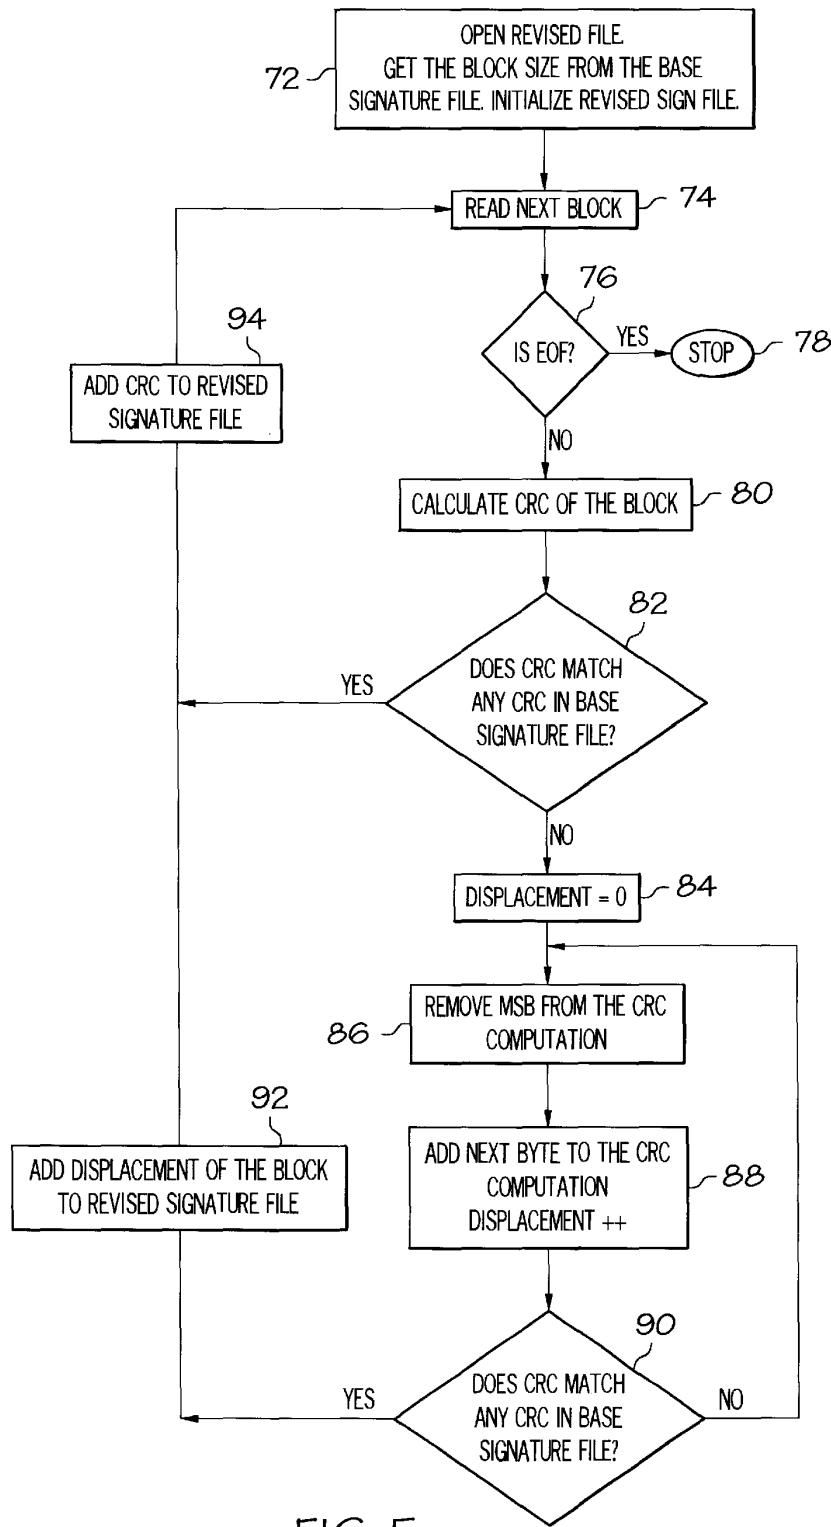 OPEN REVISED FILE.
GET THE BLOCK SIZE FROM THE BASE
SIGNATURE FILE. INITIALIZE REVISED SIGN FILE.
72
READ NEXT BLOCK
74
76
IS EOF?
YES
STOP
78
94
ADD CRC TO REVISED
SIGNATURE FILE
NO
CALCULATE CRC OF THE BLOCK
80
82
DOES CRC MATCH
ANY CRC IN BASE
SIGNATURE FILE?
YES
NO
DISPLACEMENT = 0
84
REMOVE MSB FROM THE CRC
COMPUTATION
86
92
ADD DISPLACEMENT OF THE BLOCK
TO REVISED SIGNATURE FILE
ADD NEXT BYTE TO THE CRC
COMPUTATION
DISPLACEMENT ++
88
90
DOES CRC MATCH
ANY CRC IN BASE
SIGNATURE FILE?
YES
NO